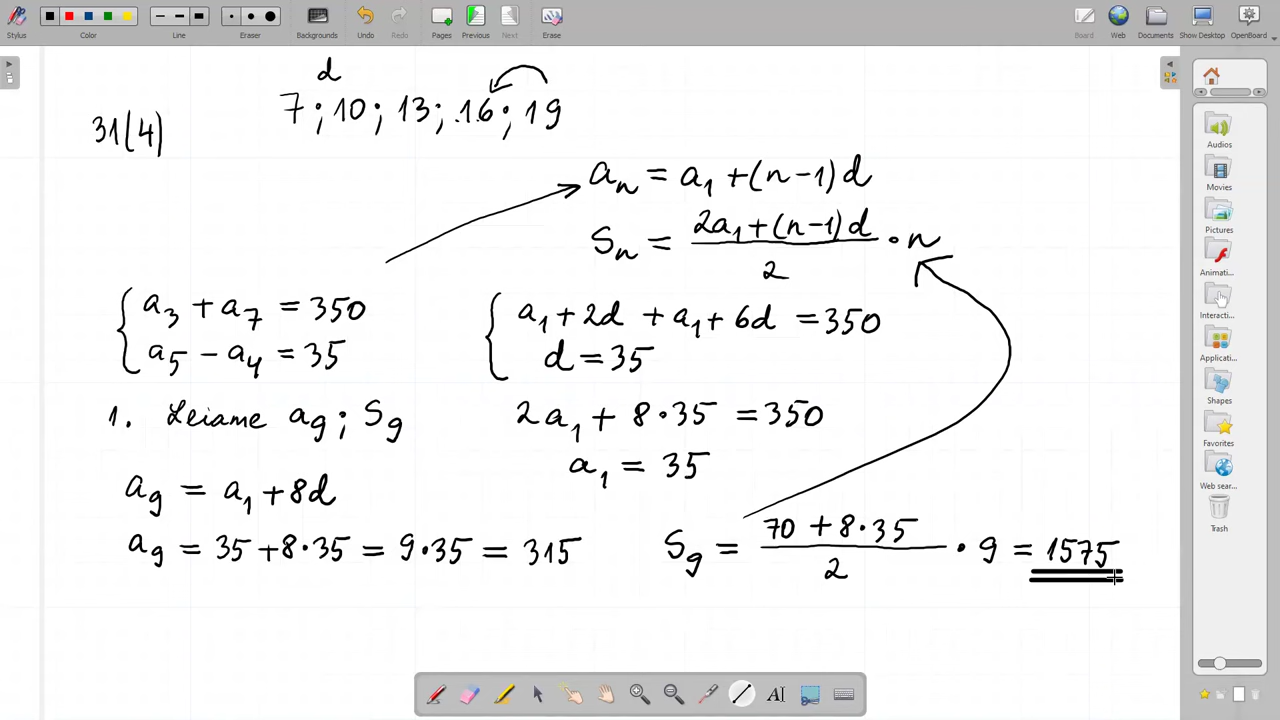 Stylus Color Line Eraser Backgrounds Undo Redo Pages Previous Next Erase Board Web Documents Show Desktop OpenBoard
d
7 ; 10 ; 13 ; 16 ; 19
31(4)
aₙ = a₁ + (n-1)d
Sₙ = (2a₁ + (n-1)d)/2 · n
a₃ + a₇ = 350
a₅ - a₄ = 35
a₁ + 2d + a₁ + 6d = 350
d = 35
1. Leiame a₉ ; S₉
2a₁ + 8·35 = 350
a₁ = 35
a₉ = a₁ + 8d
a₉ = 35 + 8·35 = 9·35 = 315
S₉ = (70 + 8·35)/2 · 9 = 1575
Audios
Movies
Pictures
Animati...
Interacti...
Applicati...
Shapes
Favorites
Web sear...
Trash
AI